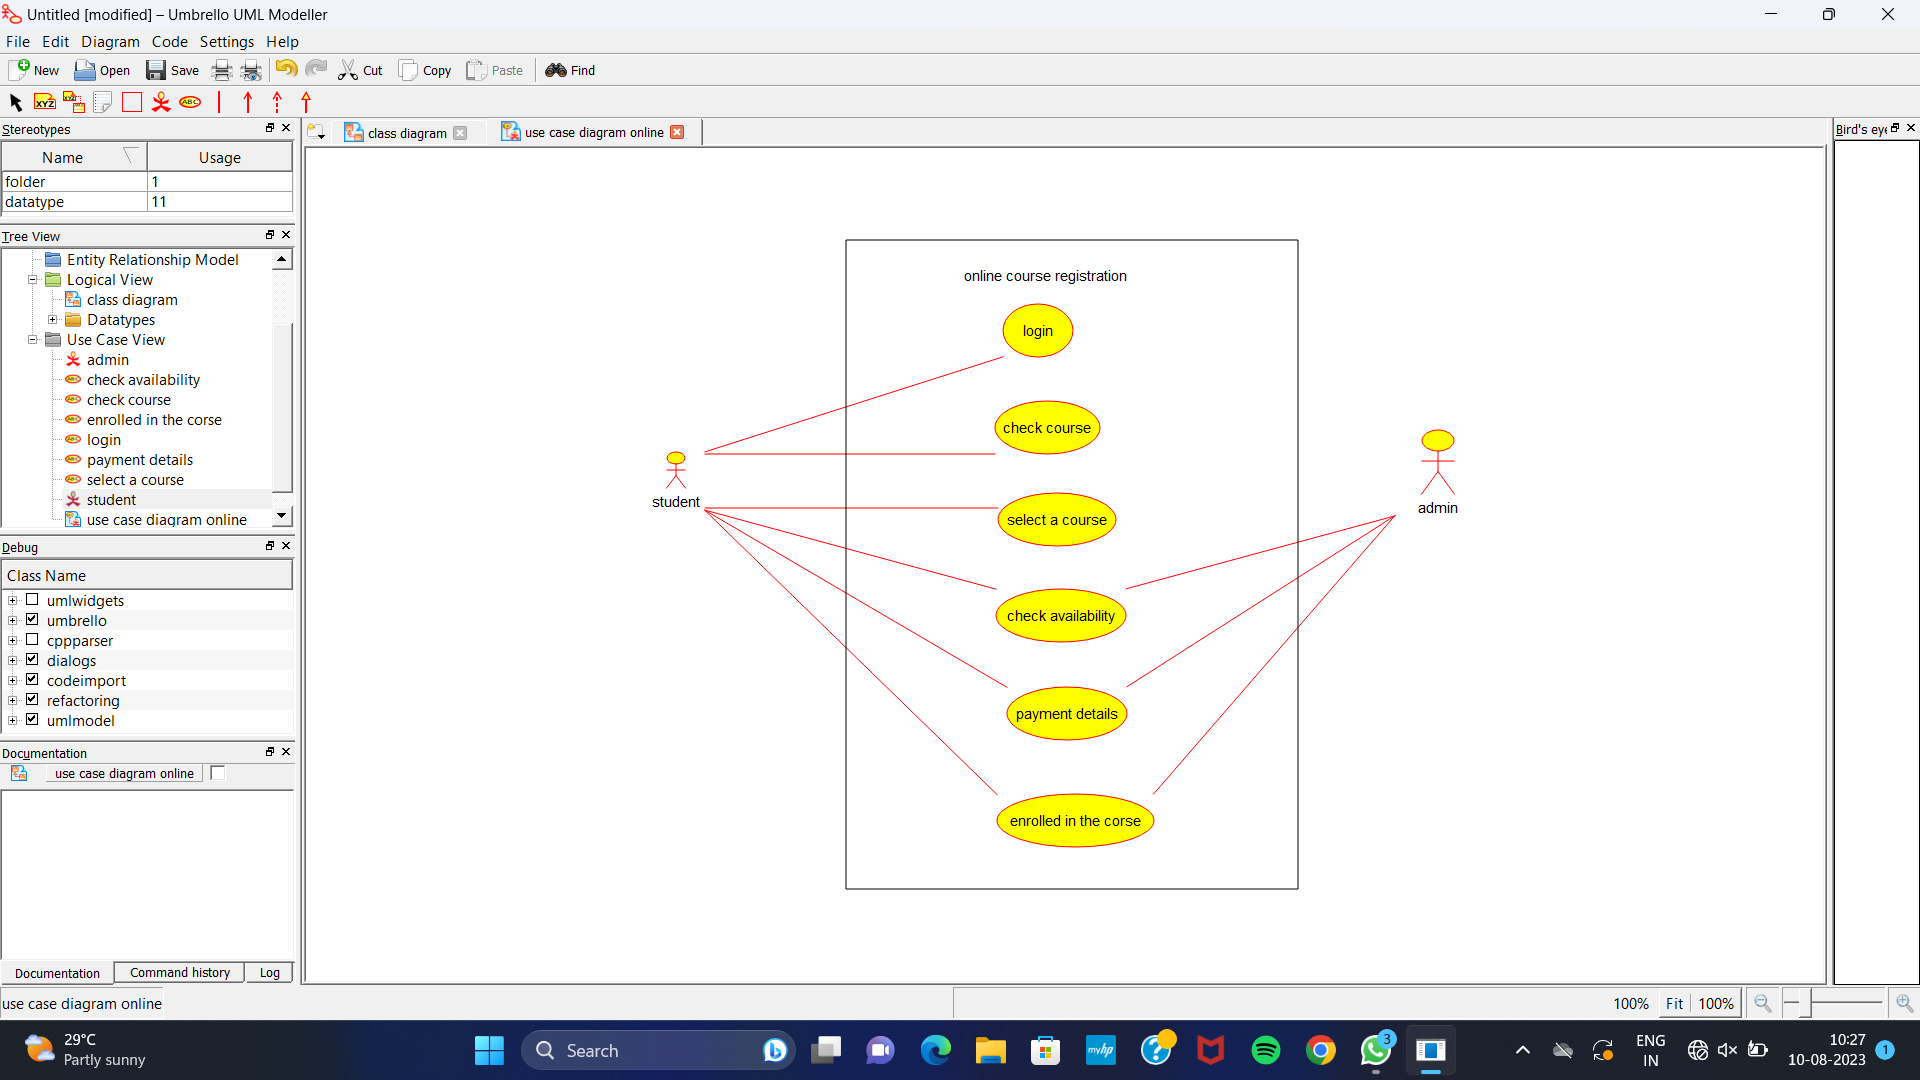 Untitled [modified] – Umbrello UML Modeller
File Edit Diagram Code Settings Help
New Open Save Cut Copy Paste Find
XYZ XYZ ABC
Stereotypes
class diagram
use case diagram online
Bird's eye
Name Usage
folder 1
datatype 11
Tree View
Entity Relationship Model
Logical View
class diagram
Datatypes
Use Case View
admin
check availability
check course
enrolled in the corse
login
payment details
select a course
student
use case diagram online
Debug
Class Name
umlwidgets
umbrello
cppparser
dialogs
codeimport
refactoring
umlmodel
Documentation
use case diagram online
Documentation Command history Log
online course registration
login
check course
student
select a course
admin
check availability
payment details
enrolled in the corse
use case diagram online
100% Fit 100%
29°C
Partly sunny
Search
myhp
3
ENG
IN
10:27
10-08-2023
1